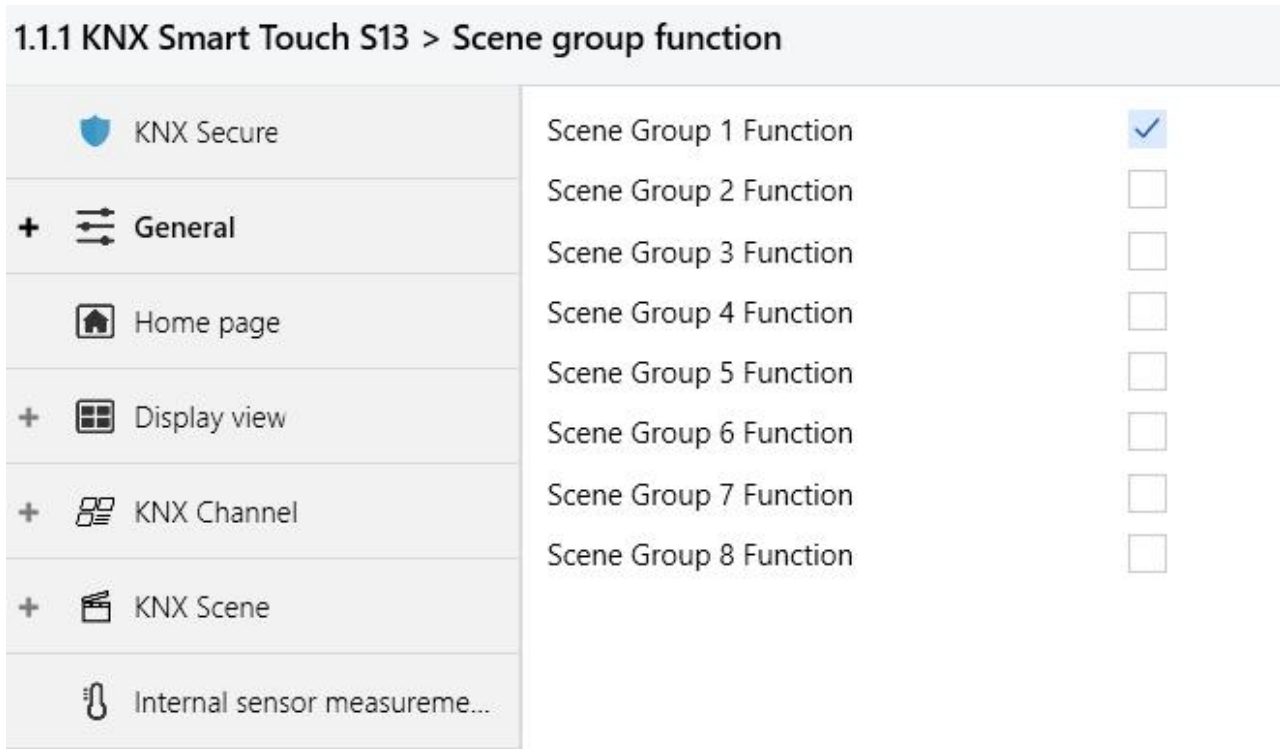 1.1.1 KNX Smart Touch S13 > Scene group function
KNX Secure
+ General
Home page
+ Display view
+ KNX Channel
+ KNX Scene
Internal sensor measureme...
Scene Group 1 Function
Scene Group 2 Function
Scene Group 3 Function
Scene Group 4 Function
Scene Group 5 Function
Scene Group 6 Function
Scene Group 7 Function
Scene Group 8 Function